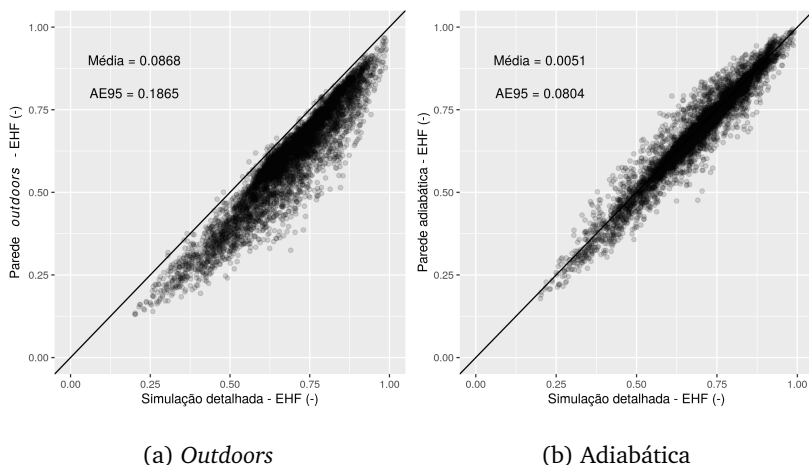 1.00
0.75
0.50
0.25
0.00
Parede outdoors - EHF (-)
Média = 0.0868
AE95 = 0.1865
0.00 0.25 0.50 0.75 1.00
Simulação detalhada - EHF (-)
(a) Outdoors
1.00
0.75
0.50
0.25
0.00
Parede adiabática - EHF (-)
Média = 0.0051
AE95 = 0.0804
0.00 0.25 0.50 0.75 1.00
Simulação detalhada - EHF (-)
(b) Adiabática